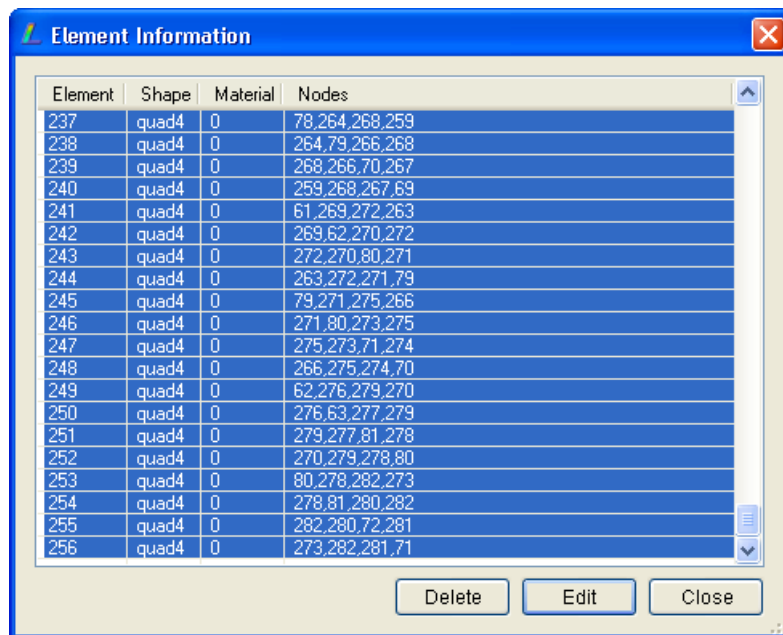 Element Information
Element Shape Material Nodes
237 quad4 0 78,264,268,259
238 quad4 0 264,79,266,268
239 quad4 0 268,266,70,267
240 quad4 0 259,268,267,69
241 quad4 0 61,269,272,263
242 quad4 0 269,62,270,272
243 quad4 0 272,270,80,271
244 quad4 0 263,272,271,79
245 quad4 0 79,271,275,266
246 quad4 0 271,80,273,275
247 quad4 0 275,273,71,274
248 quad4 0 266,275,274,70
249 quad4 0 62,276,279,270
250 quad4 0 276,63,277,279
251 quad4 0 279,277,81,278
252 quad4 0 270,279,278,80
253 quad4 0 80,278,282,273
254 quad4 0 278,81,280,282
255 quad4 0 282,280,72,281
256 quad4 0 273,282,281,71
Delete Edit Close